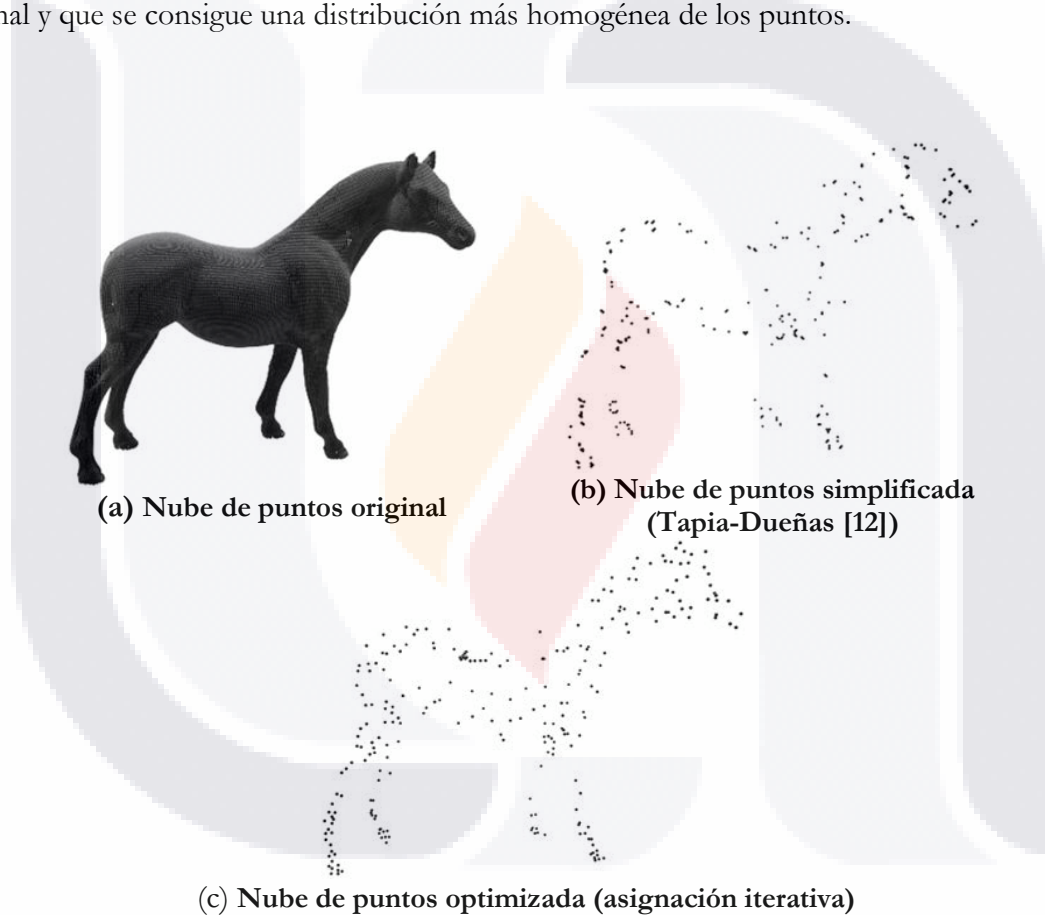 y que se consigue una distribución más homogénea de los puntos.
(a) Nube de puntos original
(b) Nube de puntos simplificada
(Tapia-Dueñas [12])
(c) Nube de puntos optimizada (asignación iterativa)